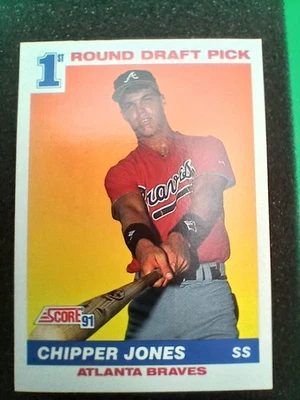 1ST ROUND DRAFT PICK
A
Braves
SCORE 91
CHIPPER JONES SS
ATLANTA BRAVES